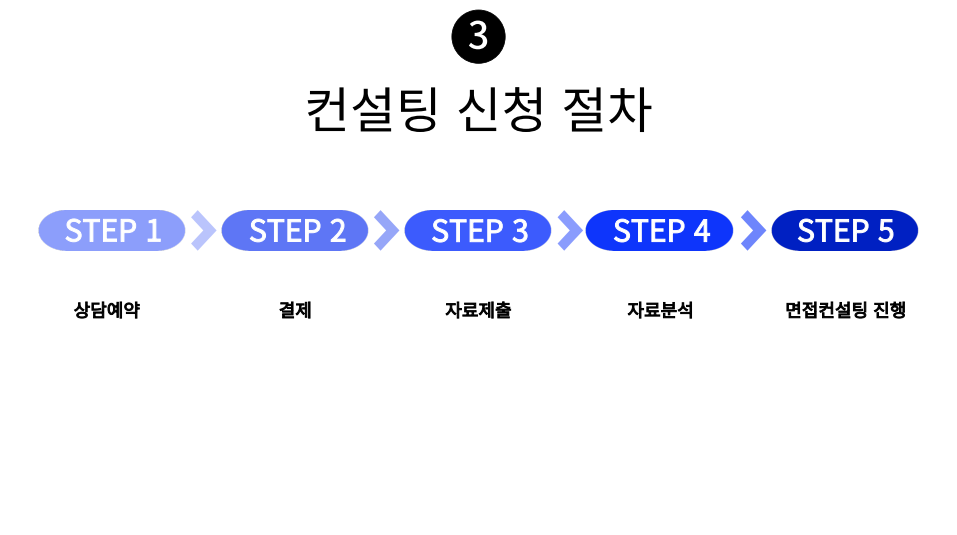 3
컨설팅 신청 절차
STEP 1
STEP 2
STEP 3
STEP 4
STEP 5
상담예약
결제
자료제출
자료분석
면접컨설팅 진행